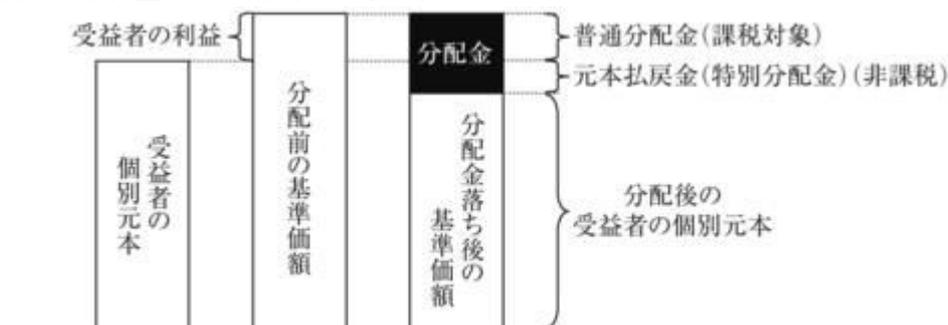 受益者の利益
分配金
普通分配金(課税対象)
元本払戻金(特別分配金)(非課税)
受益者の
個別元本
分配前の基準価額
分配金落ち後の
基準価額
分配後の
受益者の個別元本